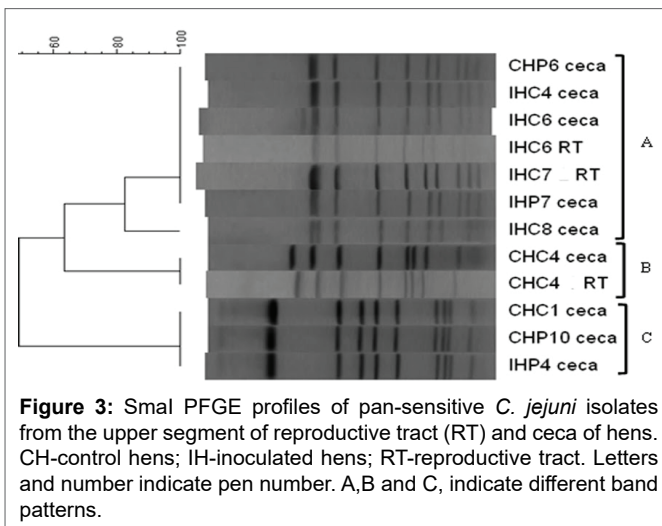 60
80
100
CHP6 ceca
IHC4 ceca
IHC6 ceca
IHC6 RT
A
IHC7 _ RT
IHP7 ceca
IHC8 ceca
CHC4 ceca
B
CHC4 . RT
CHC1 ceca
CHP10 ceca
C
IHP4 ceca
Figure 3: SmaI PFGE profiles of pan-sensitive C. jejuni isolates
from the upper segment of reproductive tract (RT) and ceca of hens.
CH-control hens; IH-inoculated hens; RT-reproductive tract. Letters
and number indicate pen number. A,B and C, indicate different band
patterns.